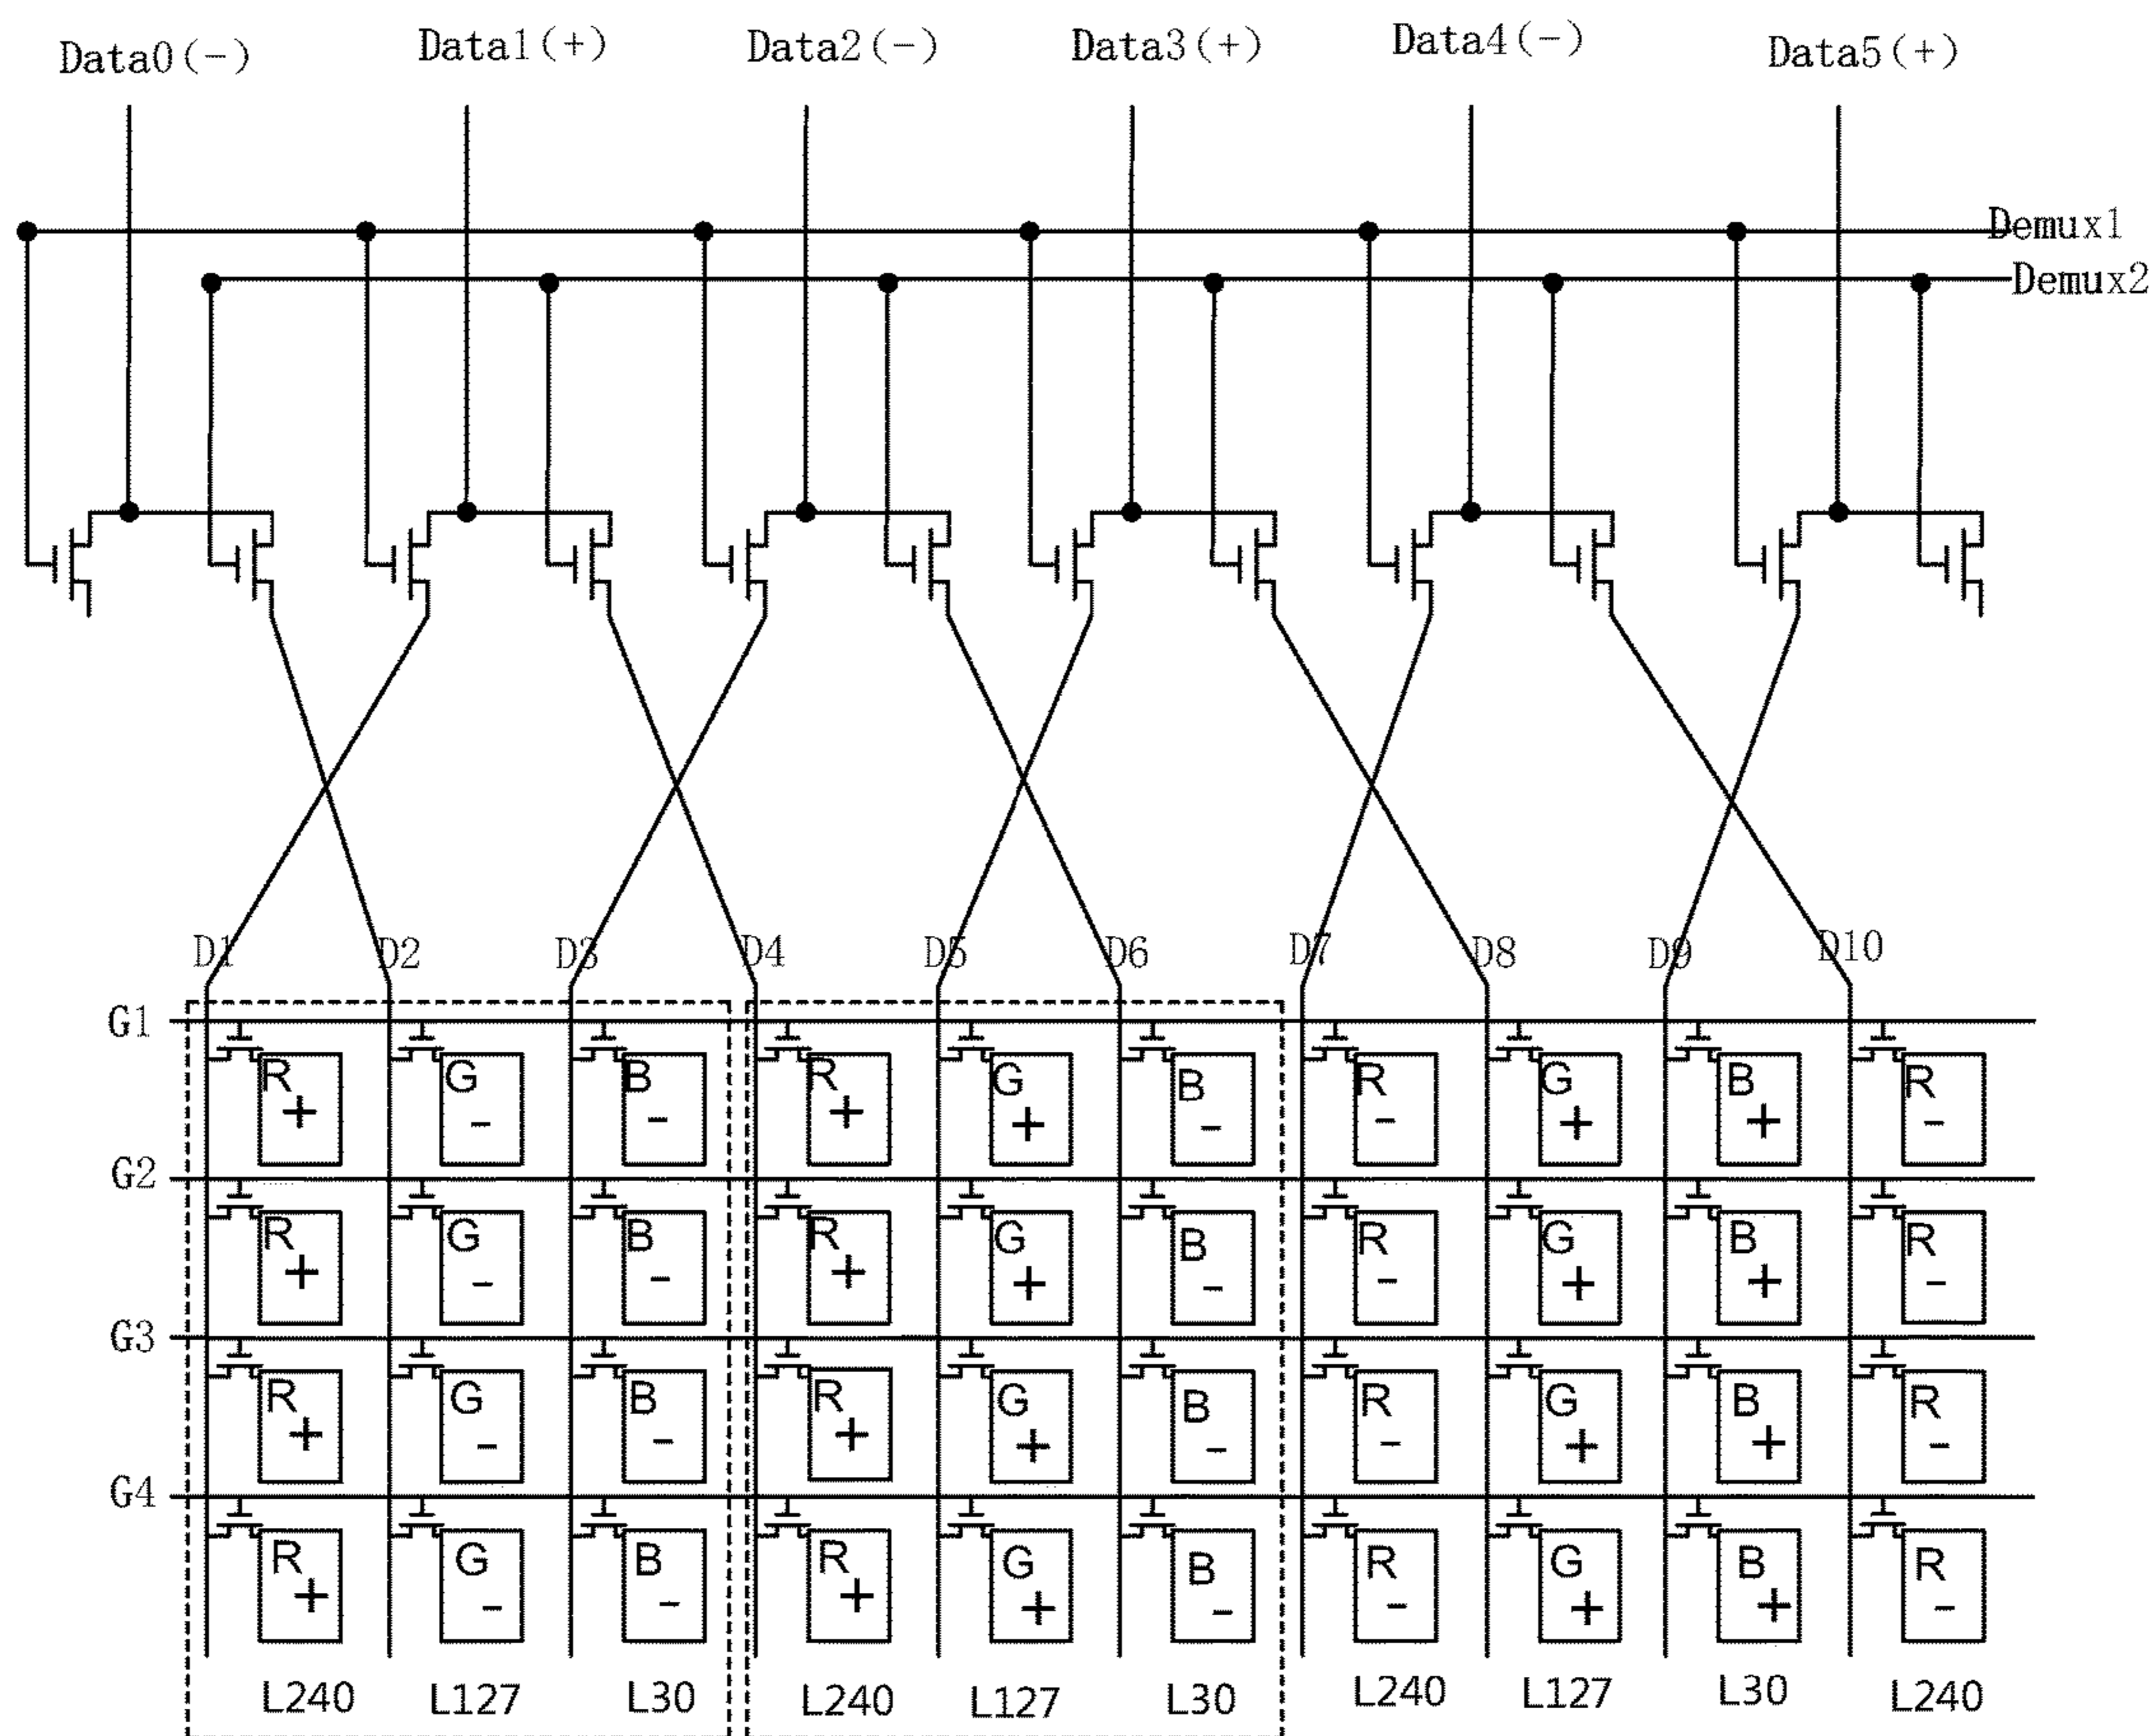 Data0(-) Data1(+) Data2(-) Data3(+) Data4(-) Data5(+)
Demux1
Demux2
D1 D2 D3 D4 D5 D6 D7 D8 D9 D10
G1
R G B R G B R G B R
+ - - + + - - + + -
G2
R G B R G B R G B R
+ - - + + - - + + -
G3
R G B R G B R G B R
+ - - + + - - + + -
G4
R G B R G B R G B R
+ - - + + - - + + -
L240 L127 L30 L240 L127 L30 L240 L127 L30 L240